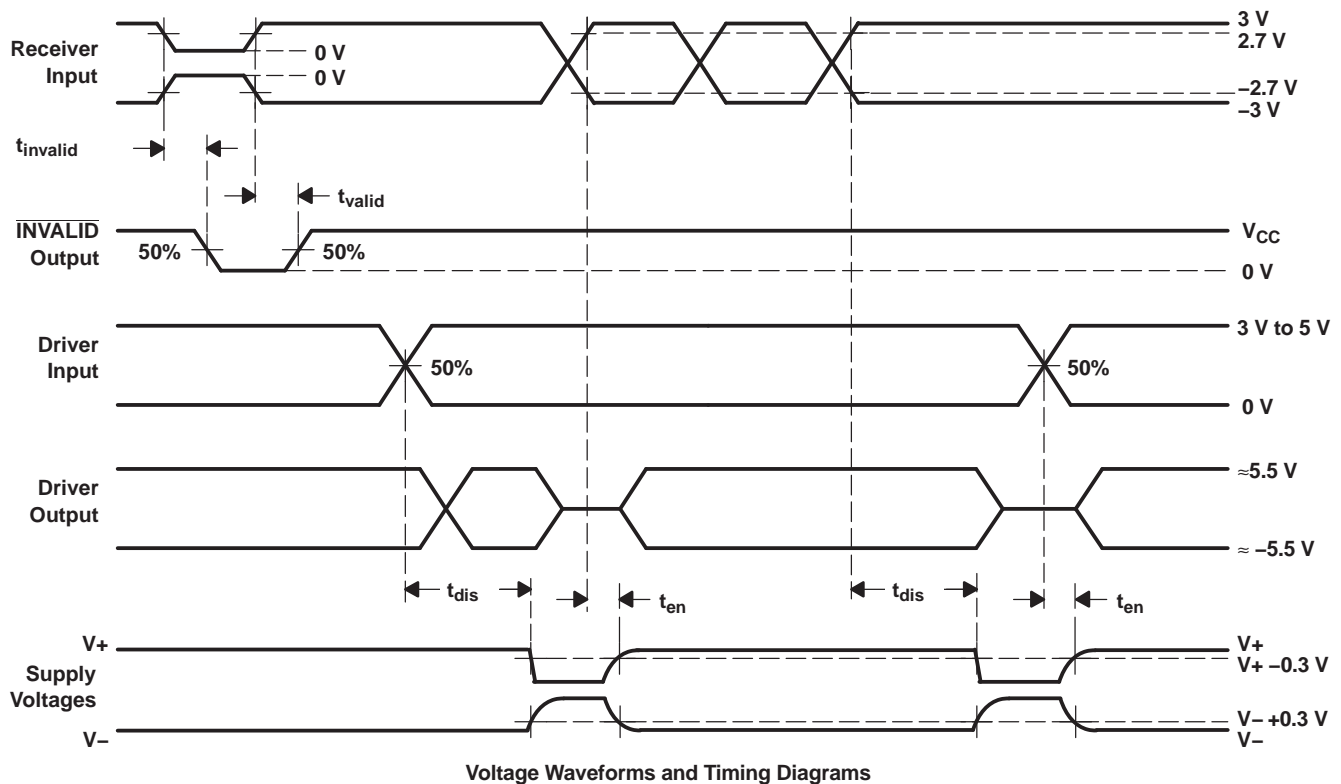 3 V
2.7 V
Receiver
Input
0 V
0 V
−2.7 V
−3 V
tinvalid
tvalid
INVALID
Output
50%
50%
VCC
0 V
Driver
Input
50%
50%
3 V to 5 V
0 V
Driver
Output
≈5.5 V
≈ −5.5 V
tdis
ten
tdis
ten
V+
Supply
Voltages
V−
V+
V+ −0.3 V
V− +0.3 V
V−
Voltage Waveforms and Timing Diagrams